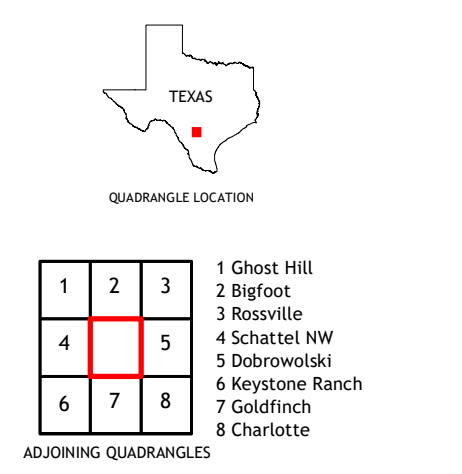 TEXAS
QUADRANGLE LOCATION
1 2 3
4 5
6 7 8
1 Ghost Hill
2 Bigfoot
3 Rossville
4 Schattel NW
5 Dobrowolski
6 Keystone Ranch
7 Goldfinch
8 Charlotte
ADJOINING QUADRANGLES